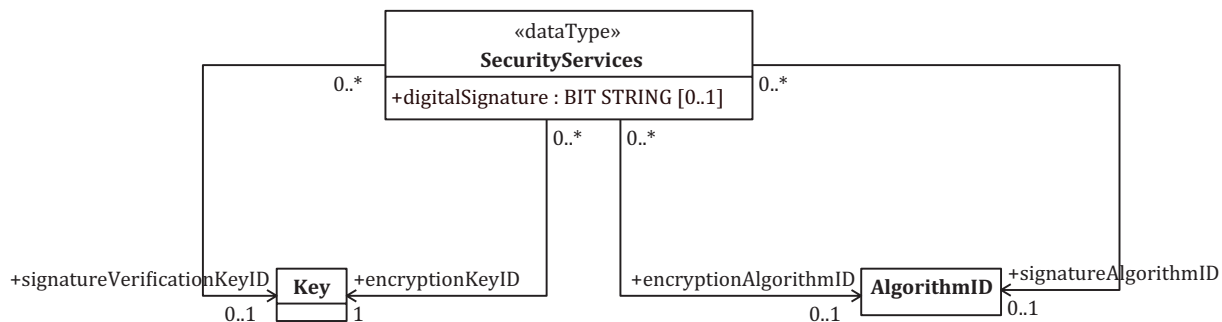 «dataType»
SecurityServices
0..*
+digitalSignature : BIT STRING [0..1]
0..*
0..*
0..*
+signatureVerificationKeyID
Key
+encryptionKeyID
+encryptionAlgorithmID
AlgorithmID
+signatureAlgorithmID
0..1
1
0..1
0..1